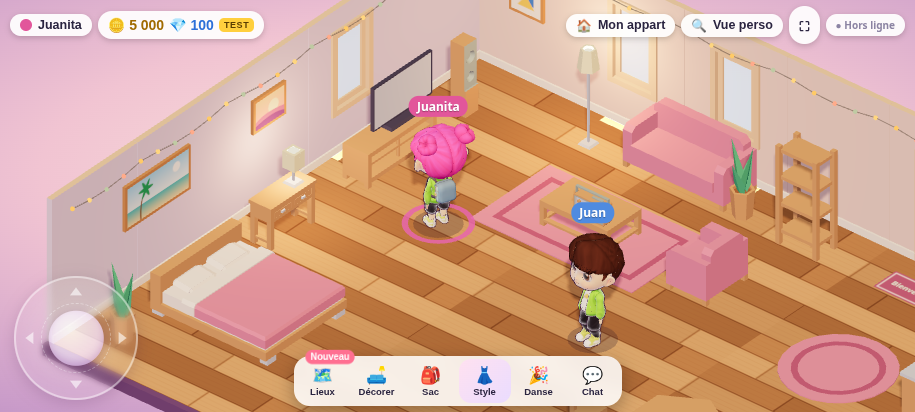 Juanita
5 000
100
TEST
Mon appart
Vue perso
Hors ligne
Juanita
Juan
Nouveau
Lieux
Décorer
Sac
Style
Danse
Chat